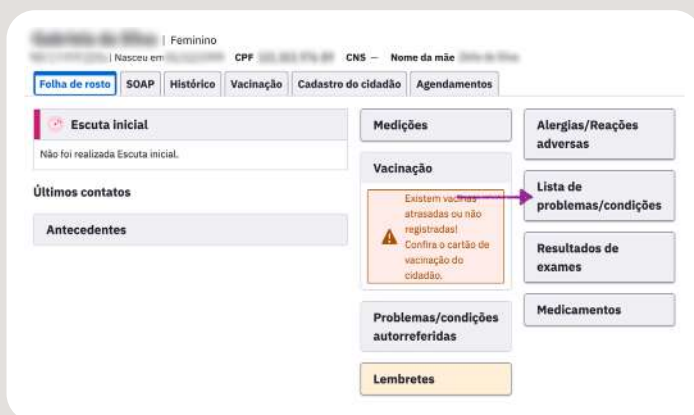 | Feminino
| Nasceu em CPF CNS – Nome da mãe
Folha de rosto SOAP Histórico Vacinação Cadastro do cidadão Agendamentos
Escuta inicial
Não foi realizada Escuta inicial.
Últimos contatos
Antecedentes
Medições
Vacinação
Existem vacinas
atrasadas ou não
registradas!
Confira o cartão de
vacinação do
cidadão.
Problemas/condições
autorreferidas
Lembretes
Alergias/Reações
adversas
Lista de
problemas/condições
Resultados de
exames
Medicamentos